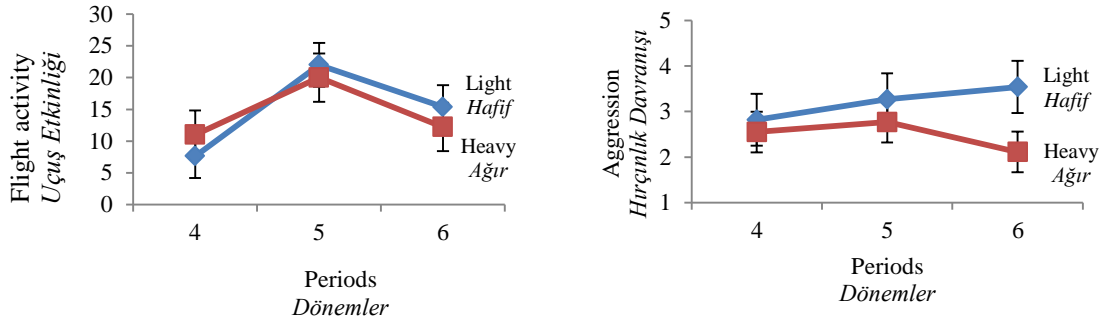 Flight activity
Uçuş Etkinliği
30
25
20
15
10
5
0
4
5
6
Light
Hafif
Heavy
Ağır
Periods
Dönemler
Aggression
Hırçınlık Davranışı
5
4
3
2
1
4
5
6
Light
Hafif
Heavy
Ağır
Periods
Dönemler